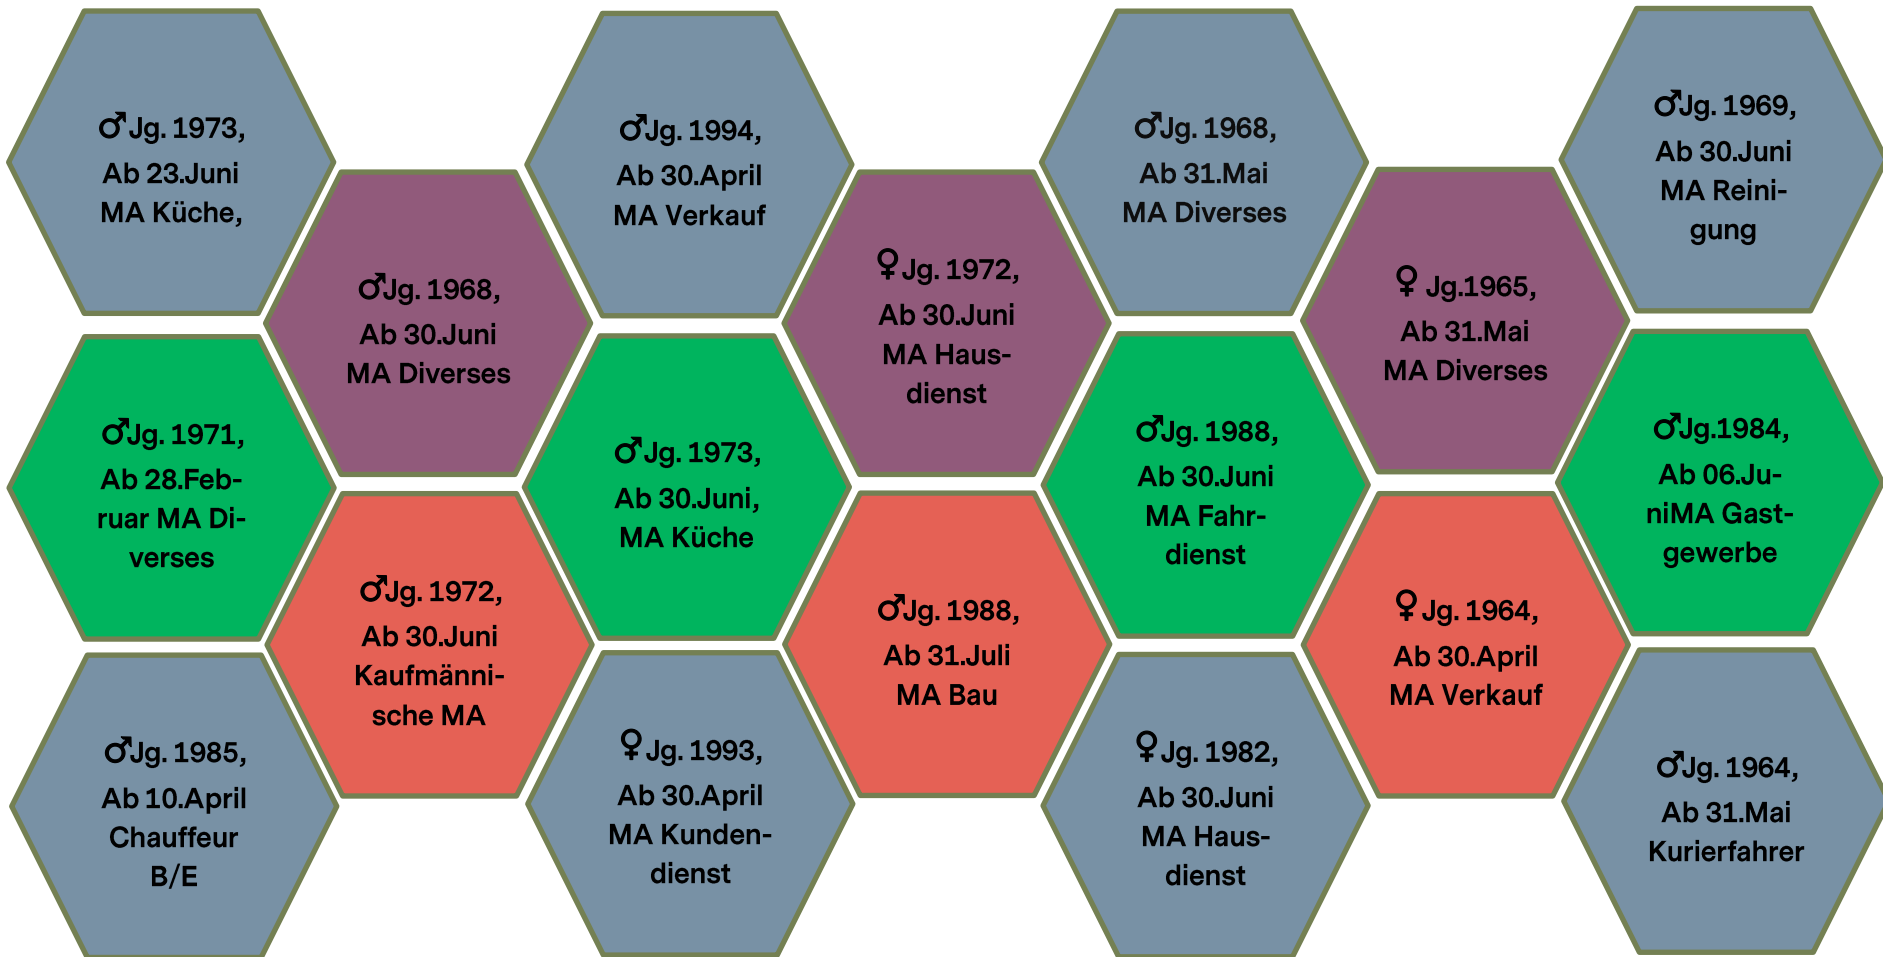 ♂Jg. 1973,
Ab 23.Juni
MA Küche,
♂Jg. 1994,
Ab 30.April
MA Verkauf
♂Jg. 1968,
Ab 31.Mai
MA Diverses
♂Jg. 1969,
Ab 30.Juni
MA Reini-
gung
♂Jg. 1968,
Ab 30.Juni
MA Diverses
♀Jg. 1972,
Ab 30.Juni
MA Haus-
dienst
♀ Jg.1965,
Ab 31.Mai
MA Diverses
♂Jg. 1971,
Ab 28.Feb-
ruar MA Di-
verses
♂Jg. 1973,
Ab 30.Juni,
MA Küche
♂Jg. 1988,
Ab 30.Juni
MA Fahr-
dienst
♂Jg.1984,
Ab 06.Ju-
niMA Gast-
gewerbe
♂Jg. 1972,
Ab 30.Juni
Kaufmänni-
sche MA
♂Jg. 1988,
Ab 31.Juli
MA Bau
♀Jg. 1964,
Ab 30.April
MA Verkauf
♂Jg. 1985,
Ab 10.April
Chauffeur
B/E
♀Jg. 1993,
Ab 30.April
MA Kunden-
dienst
♀Jg. 1982,
Ab 30.Juni
MA Haus-
dienst
♂Jg. 1964,
Ab 31.Mai
Kurierfahrer